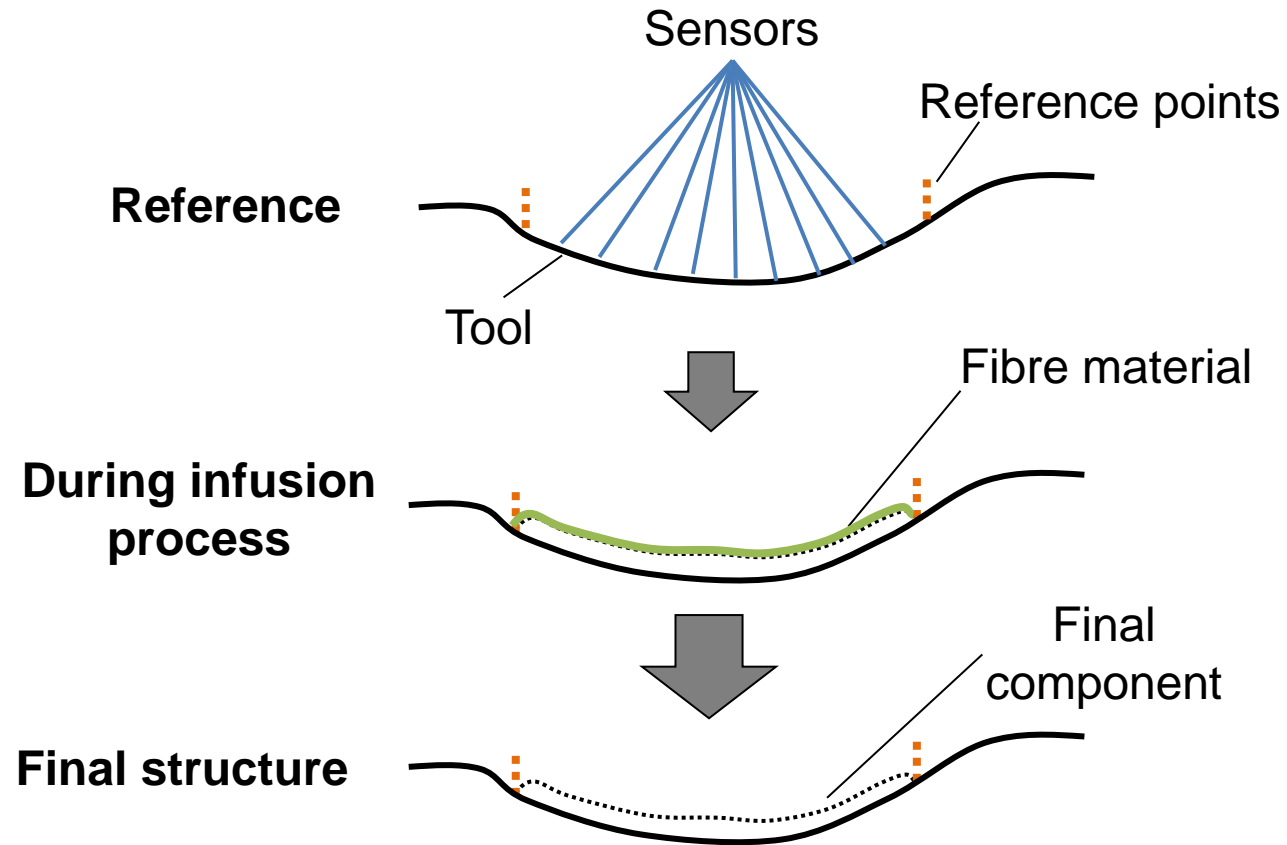 Sensors
Reference points
Reference
Tool
Fibre material
During infusion
process
Final
component
Final structure